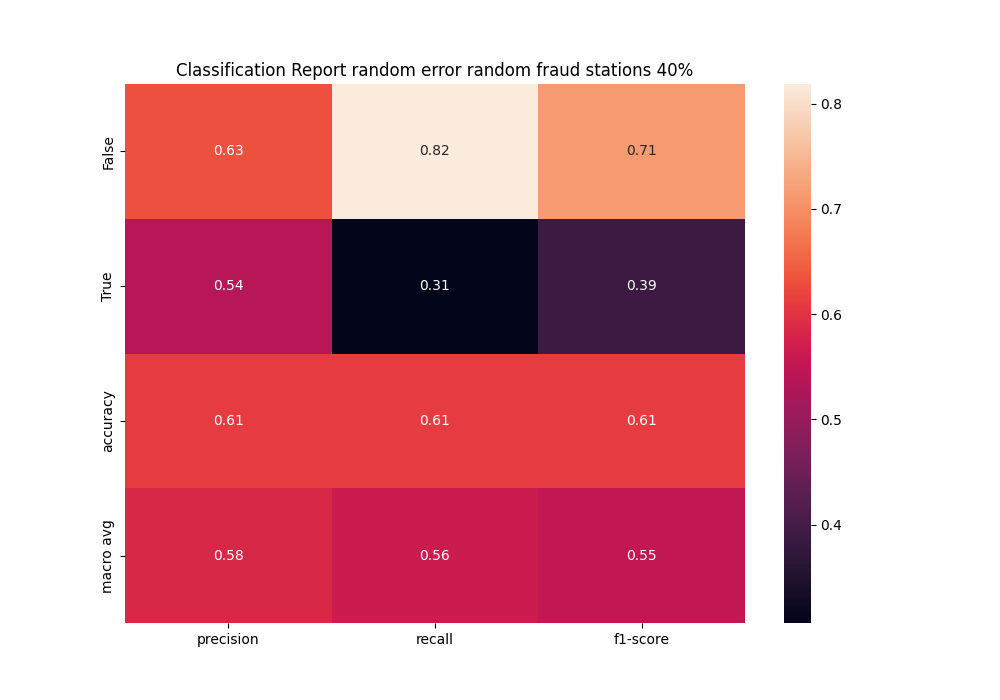 Classification Report random error random fraud stations 40%
False 0.63 0.82 0.71
True 0.54 0.31 0.39
accuracy 0.61 0.61 0.61
macro avg 0.58 0.56 0.55
precision recall f1-score
0.8
0.7
0.6
0.5
0.4